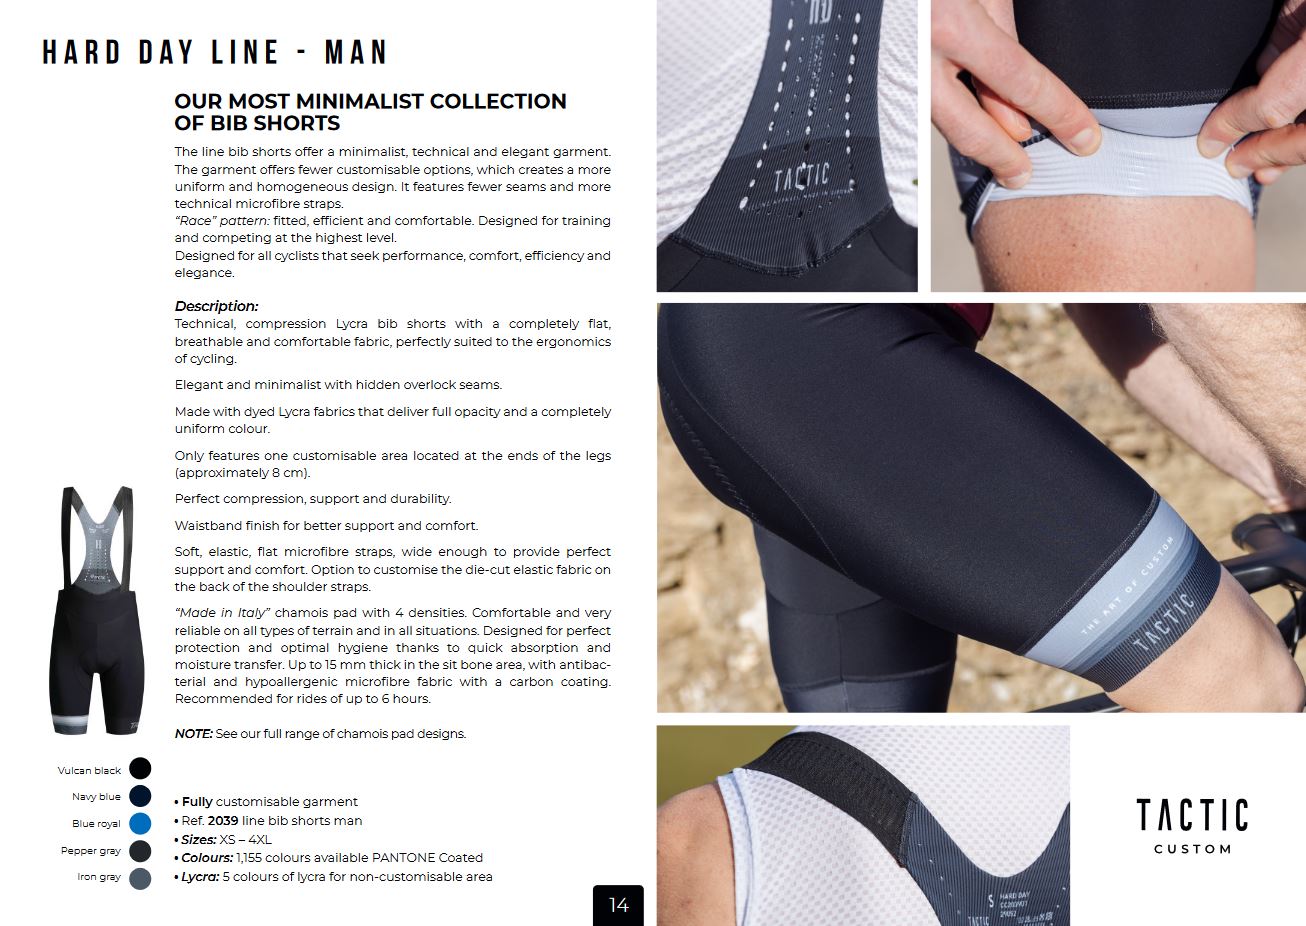 HARD DAY LINE - MAN
OUR MOST MINIMALIST COLLECTION
OF BIB SHORTS
The line bib shorts offer a minimalist, technical and elegant garment.
The garment offers fewer customisable options, which creates a more
uniform and homogeneous design. It features fewer seams and more
technical microfibre straps.
“Race” pattern: fitted, efficient and comfortable. Designed for training
and competing at the highest level.
Designed for all cyclists that seek performance, comfort, efficiency and
elegance.
Description:
Technical, compression Lycra bib shorts with a completely flat,
breathable and comfortable fabric, perfectly suited to the ergonomics
of cycling.
Elegant and minimalist with hidden overlock seams.
Made with dyed Lycra fabrics that deliver full opacity and a completely
uniform colour.
Only features one customisable area located at the ends of the legs
(approximately 8 cm).
Perfect compression, support and durability.
Waistband finish for better support and comfort.
Soft, elastic, flat microfibre straps, wide enough to provide perfect
support and comfort. Option to customise the die-cut elastic fabric on
the back of the shoulder straps.
“Made in Italy” chamois pad with 4 densities. Comfortable and very
reliable on all types of terrain and in all situations. Designed for perfect
protection and optimal hygiene thanks to quick absorption and
moisture transfer. Up to 15 mm thick in the sit bone area, with antibac-
terial and hypoallergenic microfibre fabric with a carbon coating.
Recommended for rides of up to 6 hours.
NOTE: See our full range of chamois pad designs.
Vulcan black
Navy blue
Blue royal
Pepper gray
Iron gray
• Fully customisable garment
• Ref. 2039 line bib shorts man
• Sizes: XS – 4XL
• Colours: 1,155 colours available PANTONE Coated
• Lycra: 5 colours of lycra for non-customisable area
14
TACTIC
THE ART OF CUSTOM
TACTIC
S HARD DAY
TACTIC
TACTIC
CUSTOM